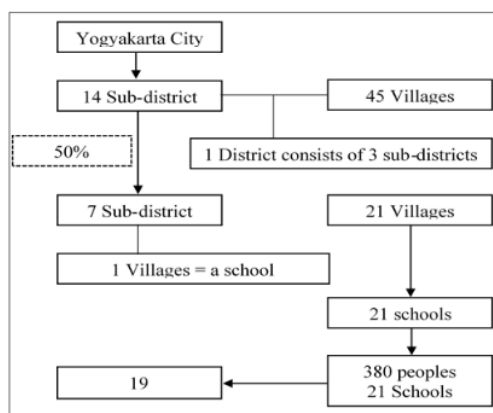 Yogyakarta City
14 Sub-district
45 Villages
50%
1 District consists of 3 sub-districts
7 Sub-district
21 Villages
1 Villages = a school
21 schools
380 peoples
21 Schools
19